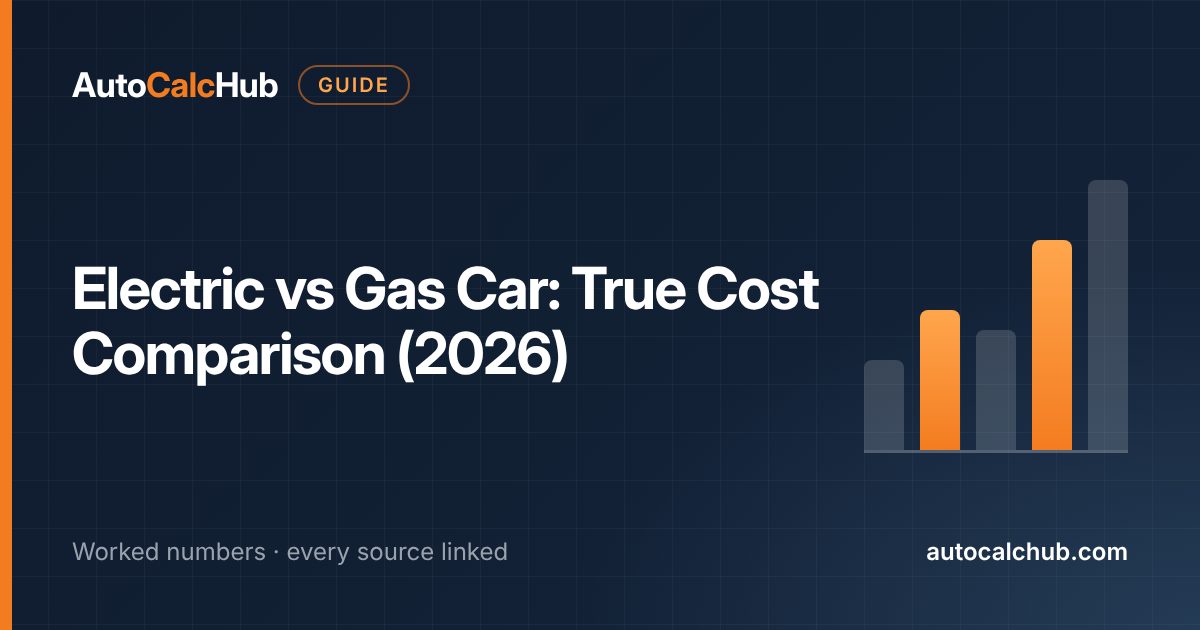 AutoCalcHub
GUIDE
Electric vs Gas Car: True Cost
Comparison (2026)
Worked numbers · every source linked
autocalchub.com